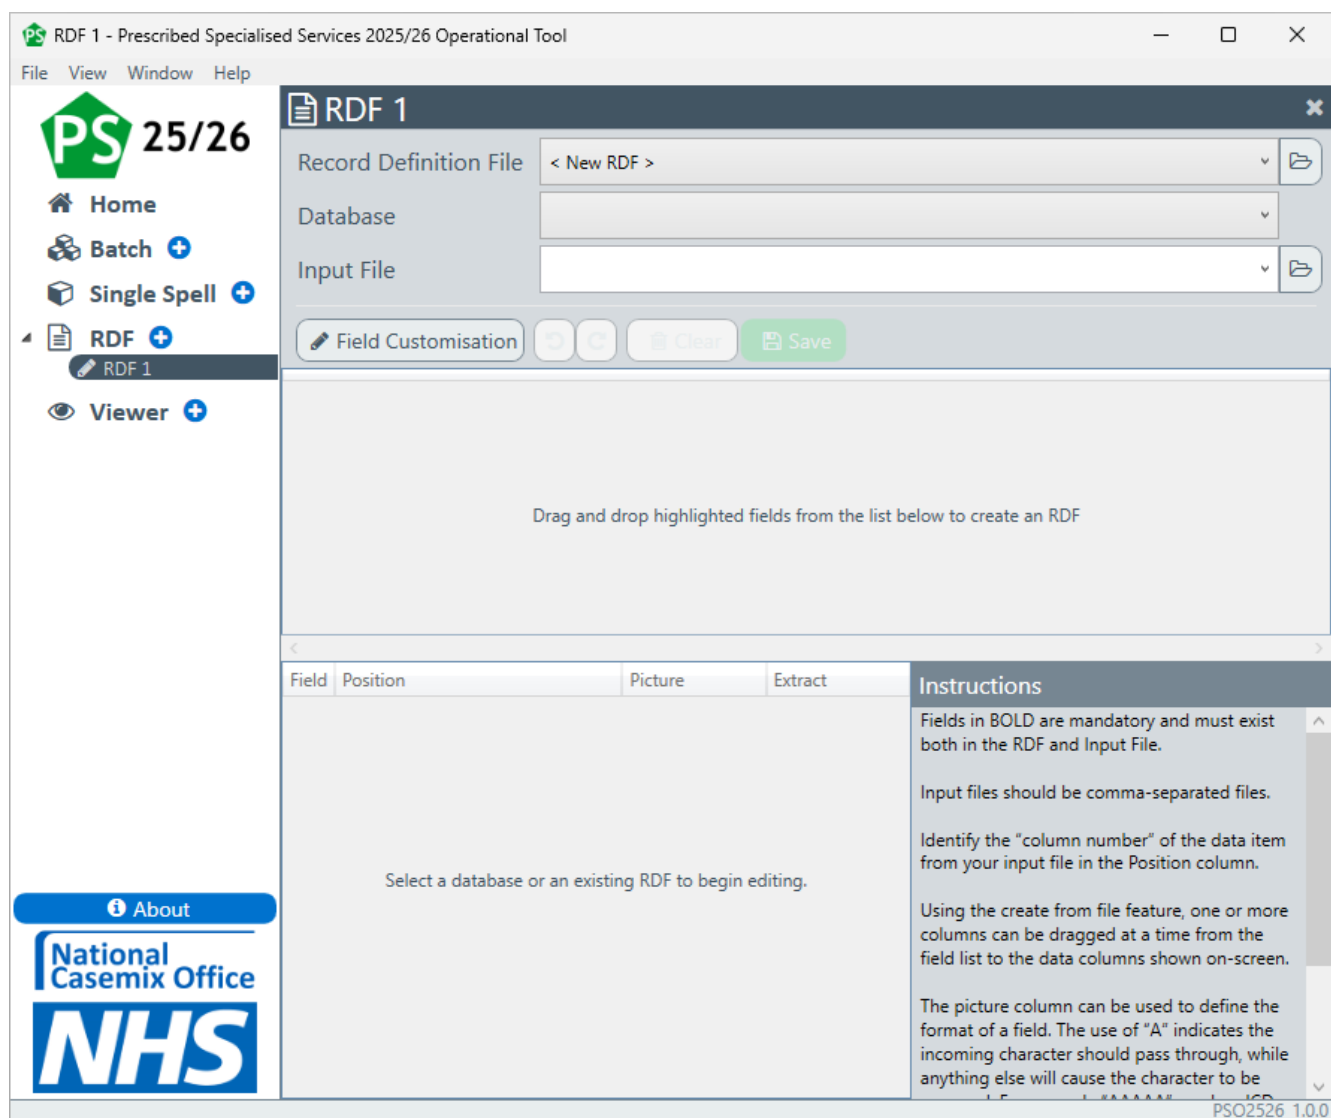 RDF 1 - Prescribed Specialised Services 2025/26 Operational Tool
File View Window Help
PS 25/26
Home
Batch
Single Spell
RDF
RDF 1
Viewer
About
National
Casemix Office
NHS
RDF 1
Record Definition File
< New RDF >
Database
Input File
Field Customisation
Clear
Save
Drag and drop highlighted fields from the list below to create an RDF
Field Position Picture Extract
Select a database or an existing RDF to begin editing.
Instructions
Fields in BOLD are mandatory and must exist
both in the RDF and Input File.
Input files should be comma-separated files.
Identify the “column number” of the data item
from your input file in the Position column.
Using the create from file feature, one or more
columns can be dragged at a time from the
field list to the data columns shown on-screen.
The picture column can be used to define the
format of a field. The use of “A” indicates the
incoming character should pass through, while
anything else will cause the character to be
PSO2526 1.0.0